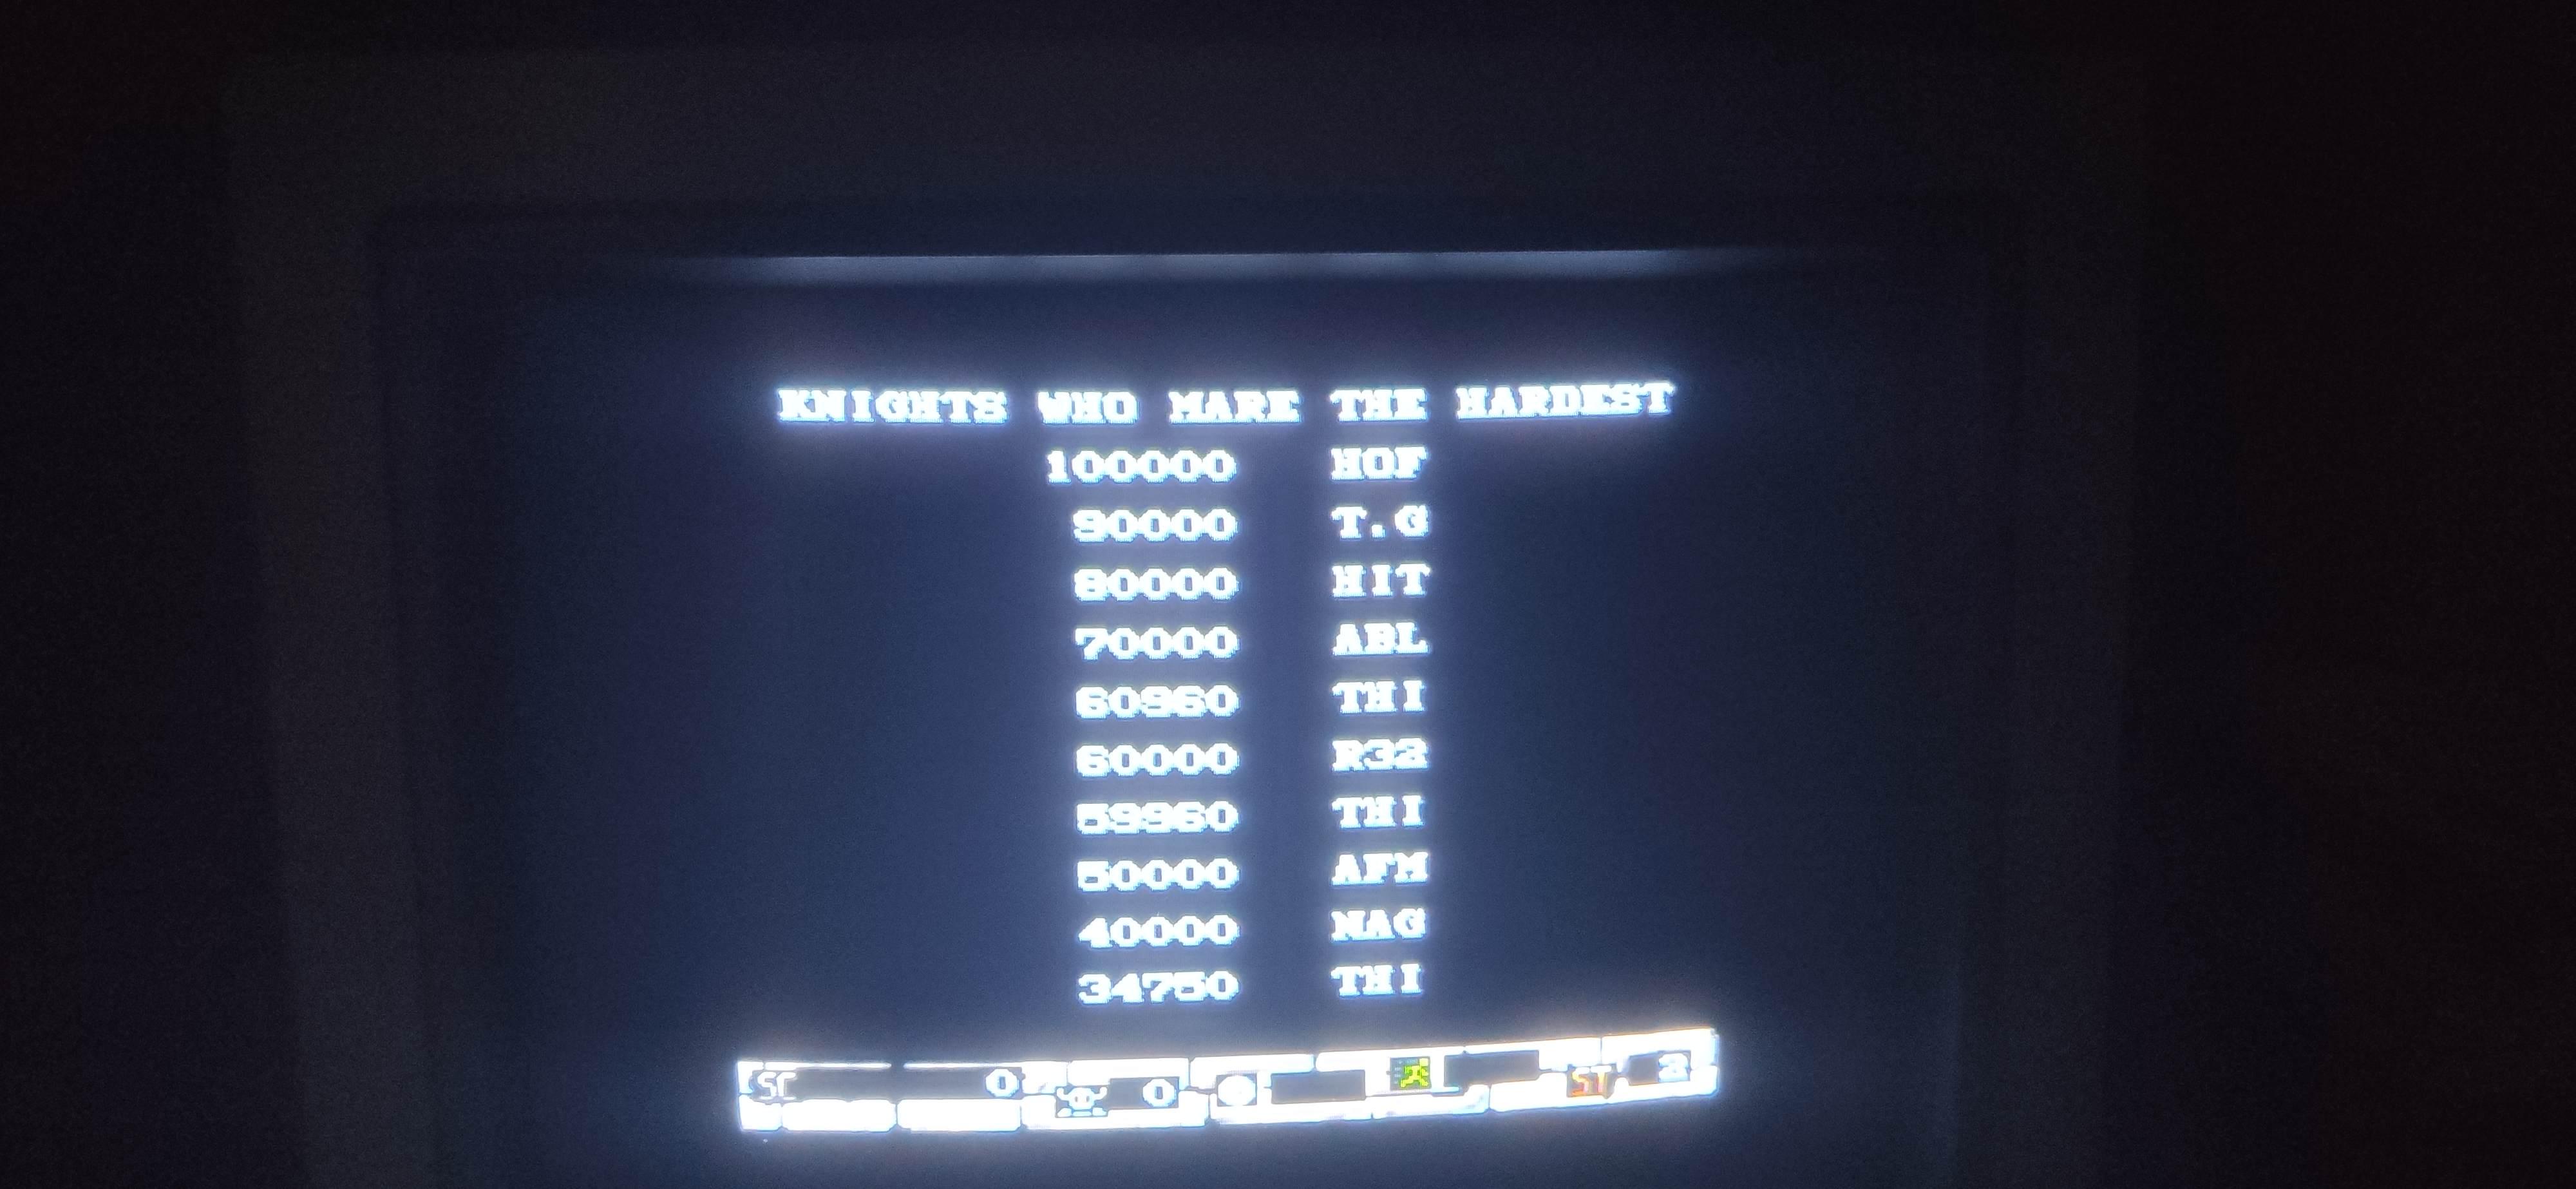 KNIGHTS WHO MARE THE HARDEST
100000 HOF
90000 T.G
80000 HIT
70000 ABL
60960 THI
60000 R32
59960 THI
50000 AFM
40000 NAG
34750 THI
SC 0 0 ST 2